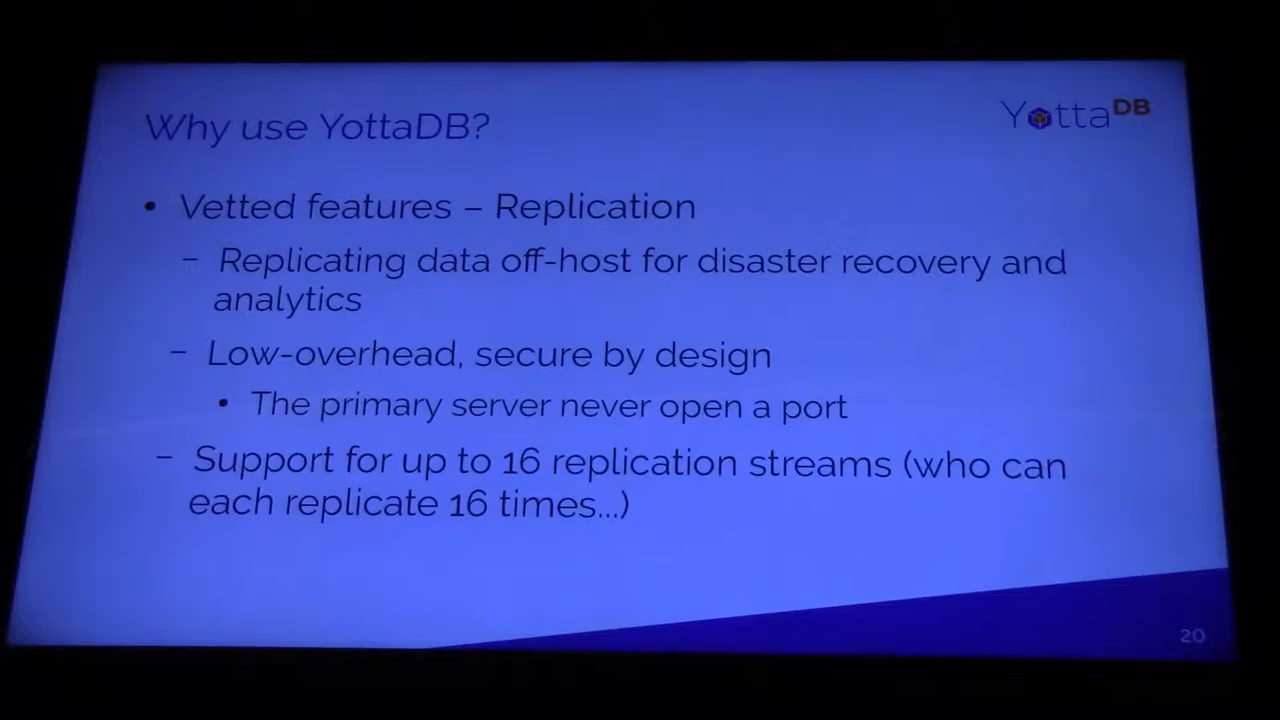 Why use YottaDB?
YottaDB
• Vetted features – Replication
– Replicating data off-host for disaster recovery and
analytics
– Low-overhead, secure by design
• The primary server never open a port
– Support for up to 16 replication streams (who can
each replicate 16 times...)
20